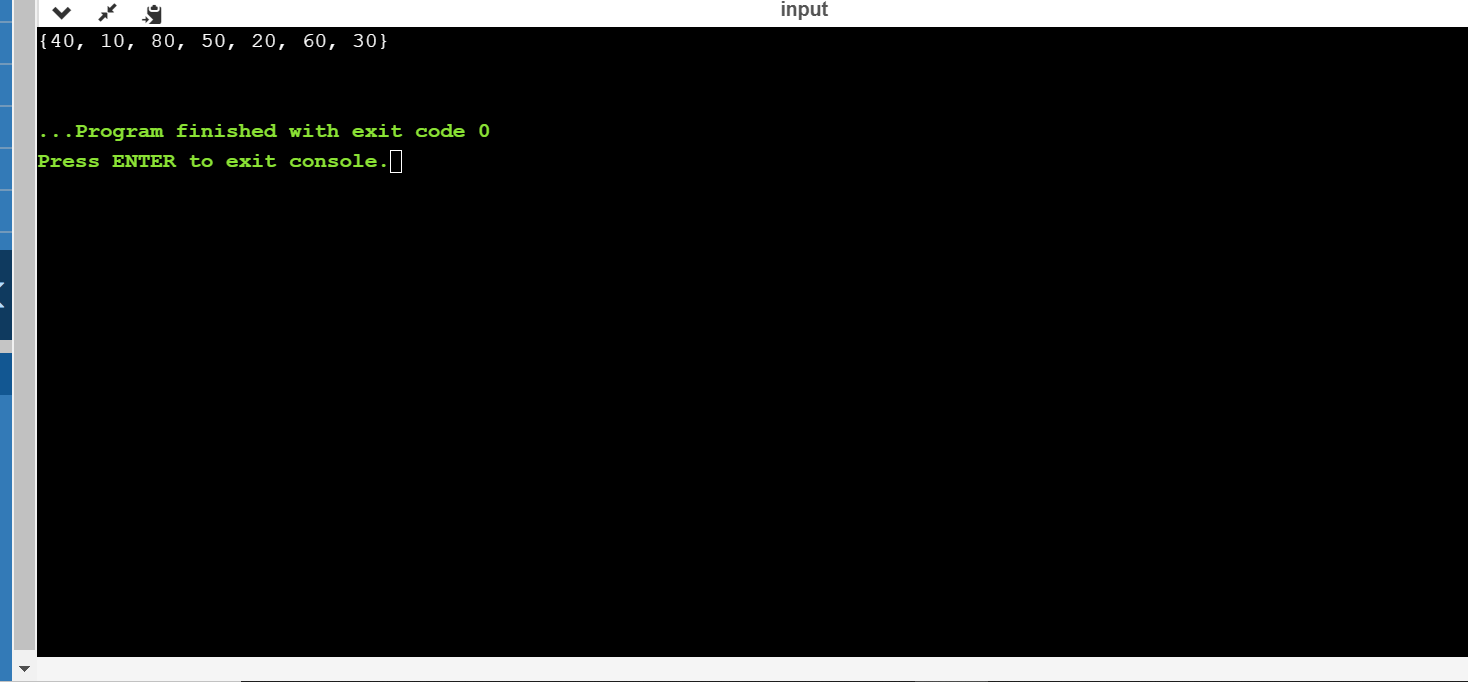 input
{40, 10, 80, 50, 20, 60, 30}
...Program finished with exit code 0
Press ENTER to exit console.